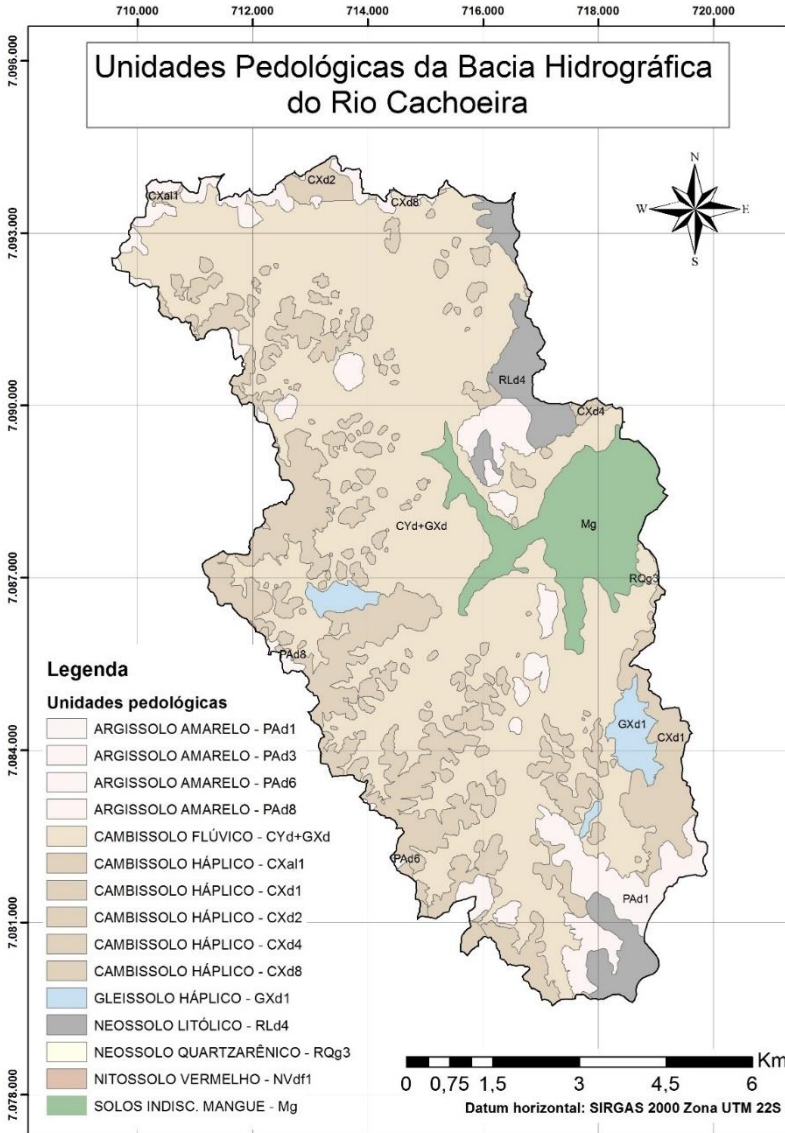 710.000 712.000 714.000 716.000 718.000 720.000
7.096.000
Unidades Pedológicas da Bacia Hidrográfica
do Rio Cachoeira
N
W E
S
7.093.000
CXal1
CXd2
CXd8
RLd4
7.090.000
CXd4
CYd+GXd
Mg
7.087.000
RQg3
PAd8
GXd1
CXd1
7.084.000
PAd6
PAd1
7.081.000
7.078.000
Legenda
Unidades pedológicas
ARGISSOLO AMARELO - PAd1
ARGISSOLO AMARELO - PAd3
ARGISSOLO AMARELO - PAd6
ARGISSOLO AMARELO - PAd8
CAMBISSOLO FLÚVICO - CYd+GXd
CAMBISSOLO HÁPLICO - CXal1
CAMBISSOLO HÁPLICO - CXd1
CAMBISSOLO HÁPLICO - CXd2
CAMBISSOLO HÁPLICO - CXd4
CAMBISSOLO HÁPLICO - CXd8
GLEISSOLO HÁPLICO - GXd1
NEOSSOLO LITÓLICO - RLd4
NEOSSOLO QUARTZARÊNICO - RQg3
NITOSSOLO VERMELHO - NVdf1
SOLOS INDISC. MANGUE - Mg
Km
0 0,75 1,5 3 4,5 6
Datum horizontal: SIRGAS 2000 Zona UTM 22S